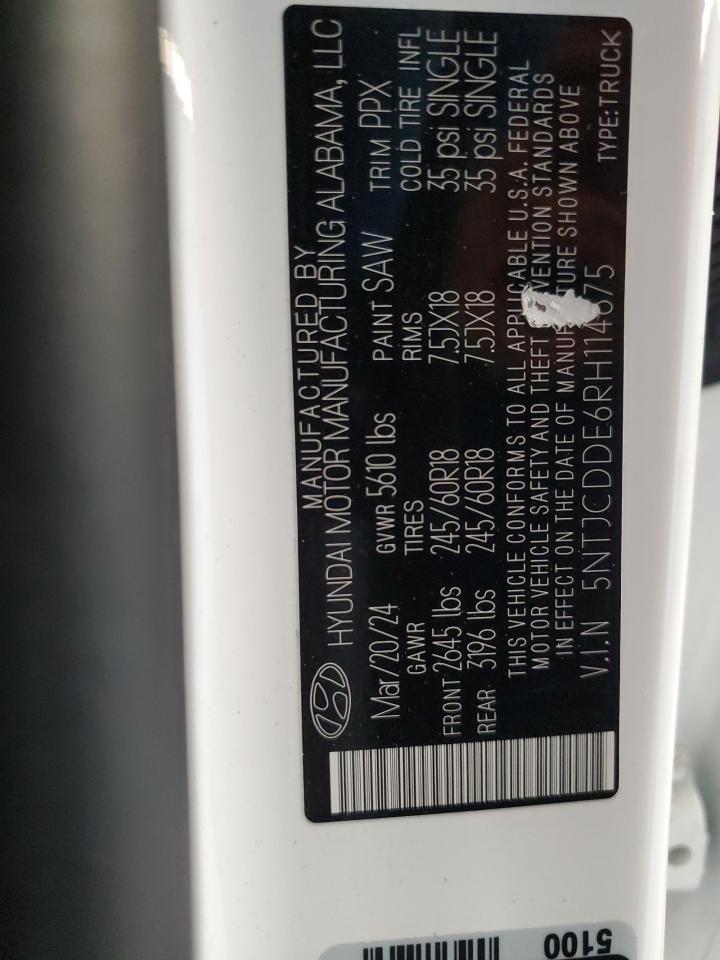 MANUFACTURED BY
HYUNDAI MOTOR MANUFACTURING ALABAMA, LLC
Mar/20/24 GVWR 5610 lbs PAINT SAW TRIM PPX
GAWR TIRES RIMS COLD TIRE INFL
FRONT 2645 lbs 245/60R18 7.5JX18 35 psi SINGLE
REAR 3196 lbs 245/60R18 7.5JX18 35 psi SINGLE
THIS VEHICLE CONFORMS TO ALL APPLICABLE U.S.A. FEDERAL
MOTOR VEHICLE SAFETY AND THEFT VENTION STANDARDS
IN EFFECT ON THE DATE OF MANUF TURE SHOWN ABOVE
V.I.N 5NTJCDDE6RH114675 TYPE:TRUCK
5100